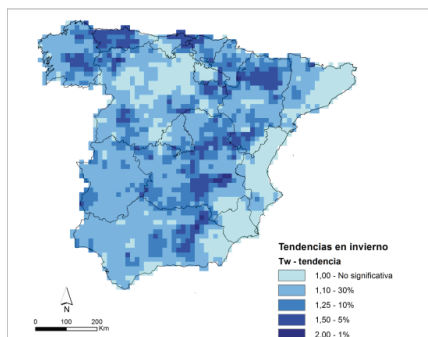 Tendencias en invierno
Tw - tendencia
1,00 - No significativa
1,10 - 30%
1,25 - 10%
1,50 - 5%
2,00 - 1%
N
0 100 200
Km